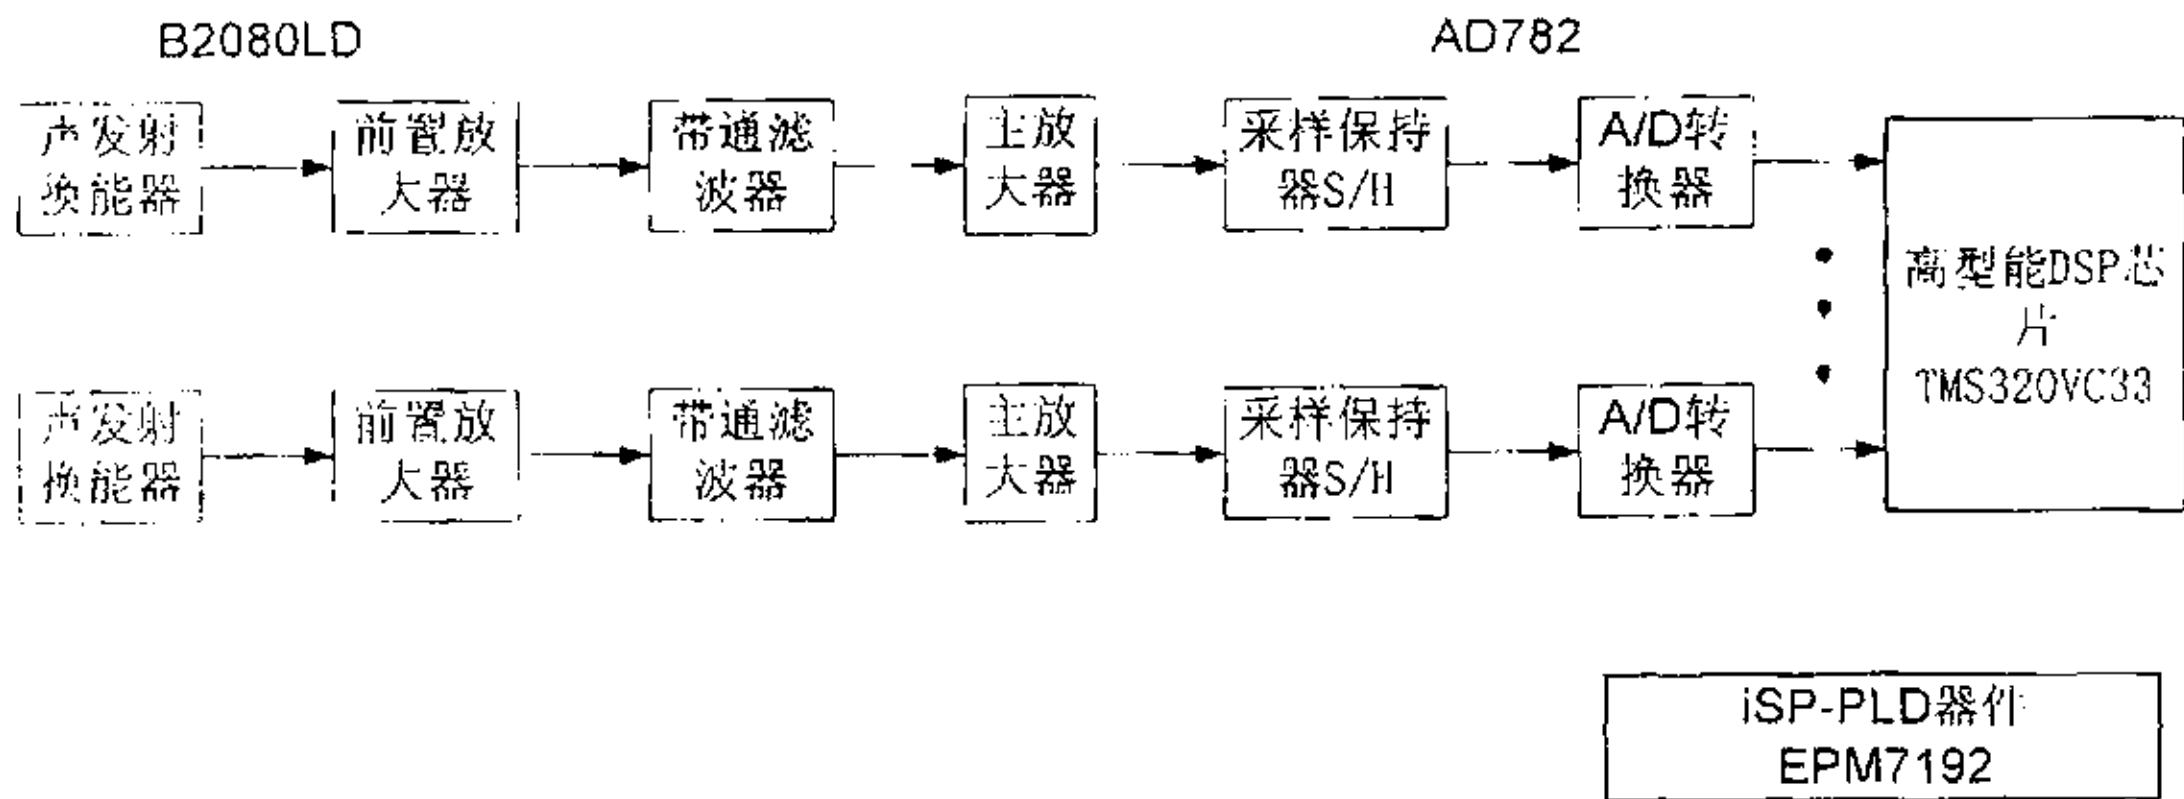 B2080LD
AD782
声发射
换能器
前置放
大器
带通滤
波器
主放
大器
采样保持
器S/H
A/D转
换器
高型能DSP芯
片
TMS320VC33
声发射
换能器
前置放
大器
带通滤
波器
主放
大器
采样保持
器S/H
A/D转
换器
iSP-PLD器件
EPM7192